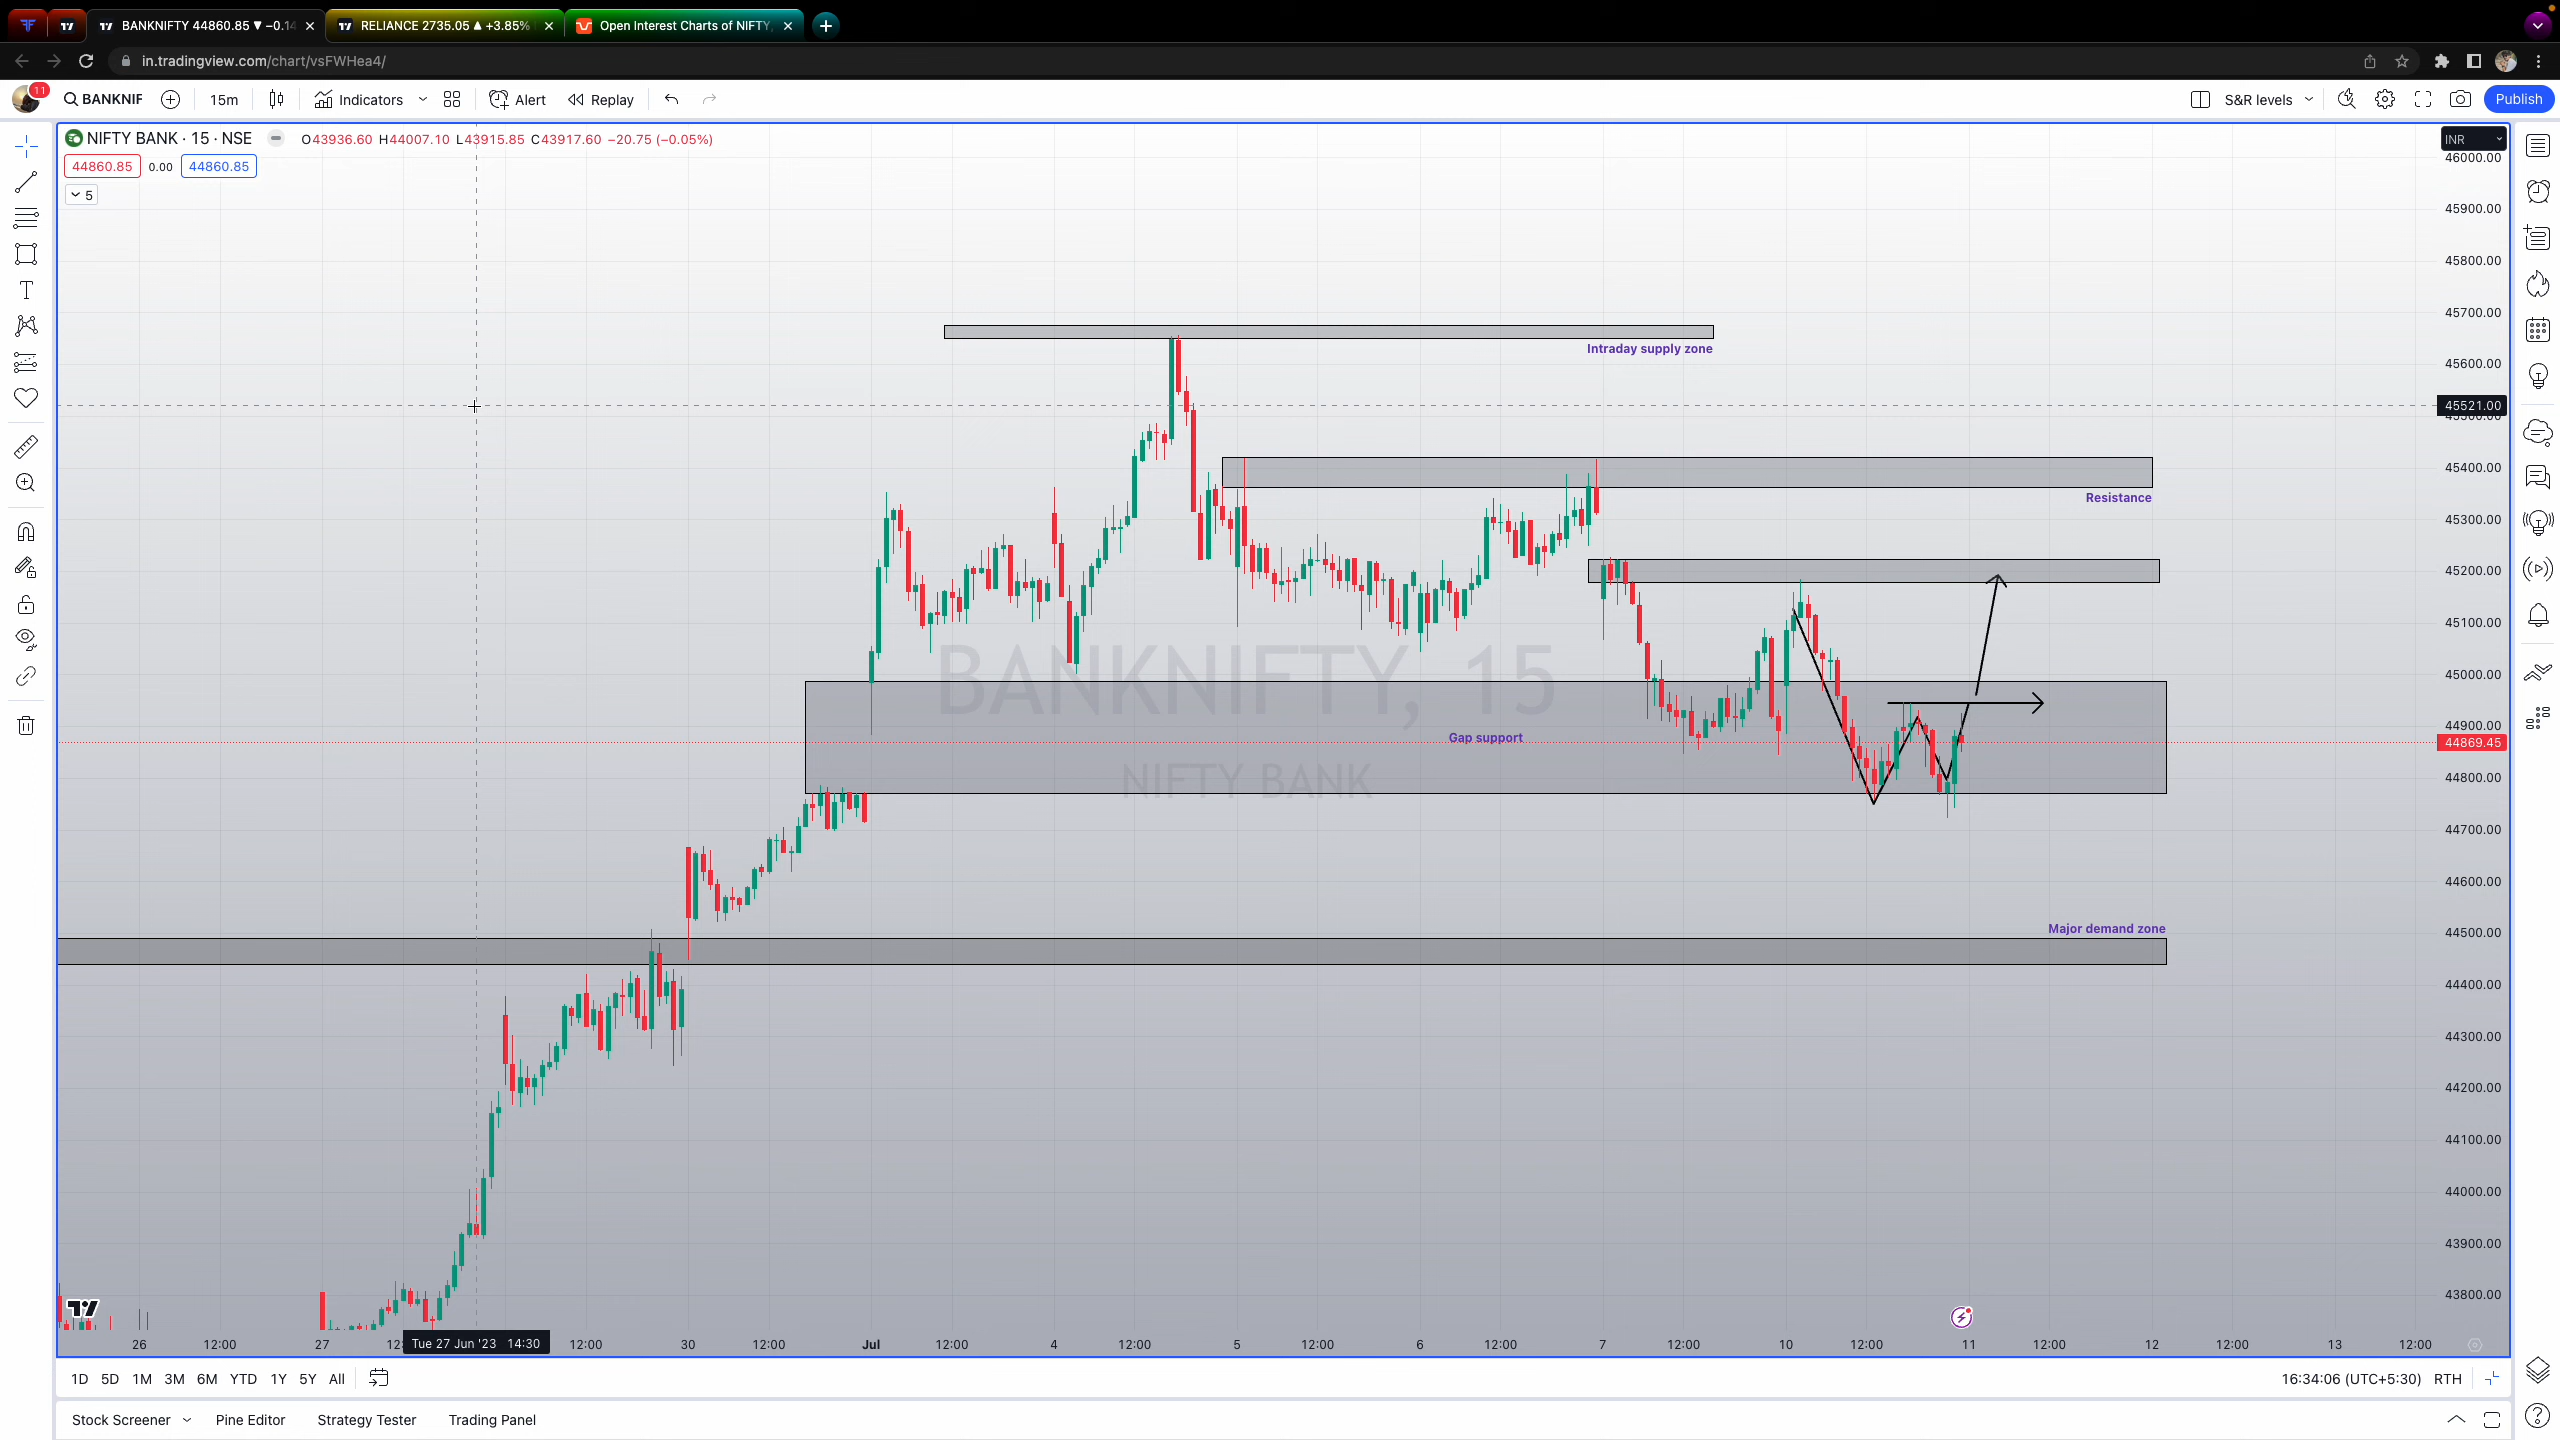 BANKNIFTY 44860.85 ▼ −0.14
RELIANCE 2735.05 ▲ +3.85%
Open Interest Charts of NIFTY,
in.tradingview.com/chart/vsFWHea4/
11
BANKNIF
15m
Indicators
Alert
Replay
S&R levels
Publish
NIFTY BANK · 15 · NSE
O43936.60 H44007.10 L43915.85 C43917.60 −20.75 (−0.05%)
INR
44860.85
0.00
44860.85
5
46000.00
45900.00
45800.00
45700.00
Intraday supply zone
45600.00
45521.00
45400.00
Resistance
45300.00
45200.00
45100.00
BANKNIFTY, 15
45000.00
44900.00
Gap support
44869.45
NIFTY BANK
44800.00
44700.00
44600.00
Major demand zone
44500.00
44400.00
44300.00
44200.00
44100.00
44000.00
43900.00
43800.00
26 12:00 27 12: Tue 27 Jun '23 14:30 12:00 30 12:00 Jul 12:00 4 12:00 5 12:00 6 12:00 7 12:00 10 12:00 11 12:00 12 12:00 13 12:00
1D 5D 1M 3M 6M YTD 1Y 5Y All
16:34:06 (UTC+5:30) RTH
Stock Screener Pine Editor Strategy Tester Trading Panel